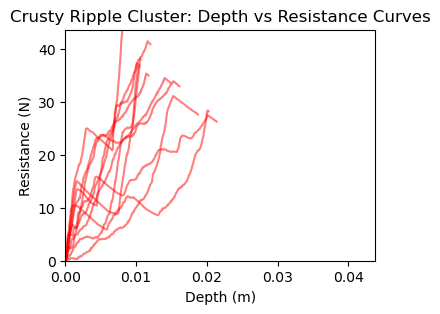 Crusty Ripple Cluster: Depth vs Resistance Curves
Resistance (N)
40
30
20
10
0
0.00 0.01 0.02 0.03 0.04
Depth (m)